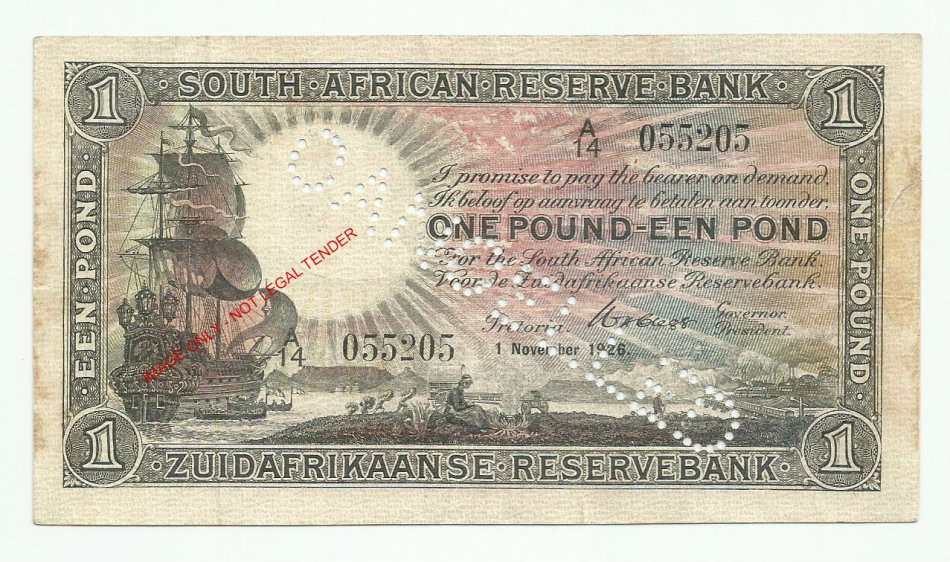 1 · SOUTH · AFRICAN · RESERVE · BANK · 1
A/14 055205
I promise to pay the bearer on demand.
Ik beloof op aanvraag te betalen aan toonder,
ONE POUND-EEN POND
For the South African Reserve Bank
Voor de Zuidafrikaanse Reservebank.
Governor
Pretoria.
President.
1 November 1926.
A/14 055205
· EEN · POND ·
· ONE · POUND ·
IMAGE ONLY - NOT LEGAL TENDER
1 · ZUIDAFRIKAANSE · RESERVEBANK · 1